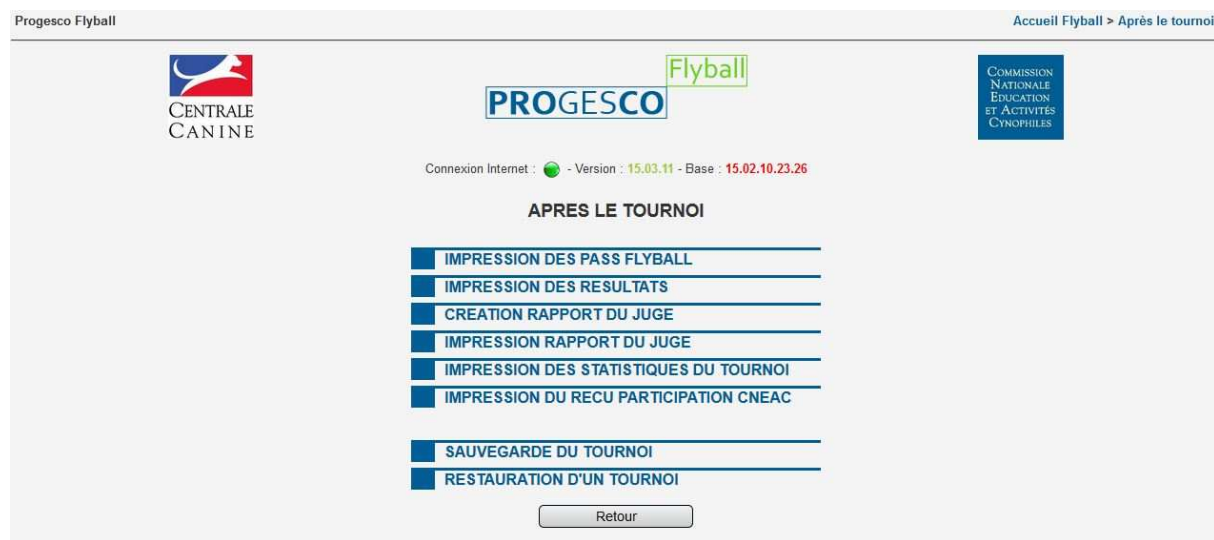 Progesco Flyball
Accueil Flyball > Après le tournoi
CENTRALE
CANINE
Flyball
PROGESCO
COMMISSION
NATIONALE
EDUCATION
ET ACTIVITÉS
CYNOPHILES
Connexion Internet : - Version : 15.03.11 - Base : 15.02.10.23.26
APRES LE TOURNOI
IMPRESSION DES PASS FLYBALL
IMPRESSION DES RESULTATS
CREATION RAPPORT DU JUGE
IMPRESSION RAPPORT DU JUGE
IMPRESSION DES STATISTIQUES DU TOURNOI
IMPRESSION DU RECU PARTICIPATION CNEAC
SAUVEGARDE DU TOURNOI
RESTAURATION D'UN TOURNOI
Retour